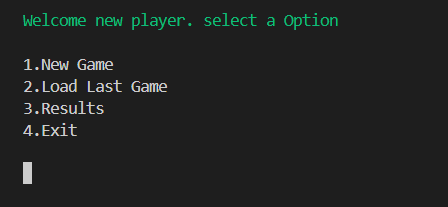 Welcome new player. select a Option
1.New Game
2.Load Last Game
3.Results
4.Exit